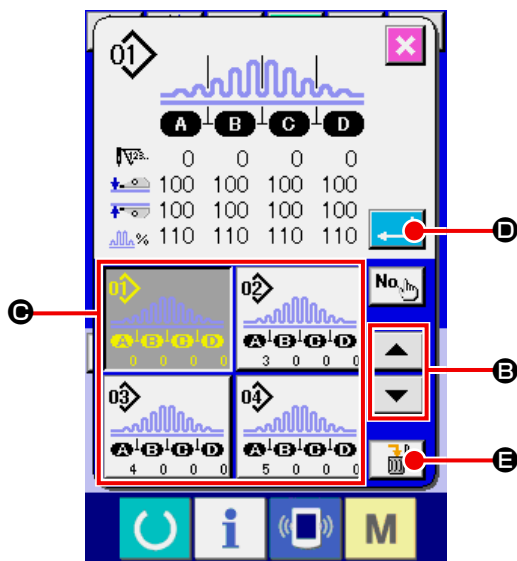 01
A B C D
123..
0 0 0 0
100 100 100 100
100 100 100 100
% 110 110 110 110
D
No.
01 02
C
A B C D A B C D
0 0 0 0 3 0 0 0
B
03 04
A B C D A B C D
4 0 0 0 5 0 0 0
E
i M